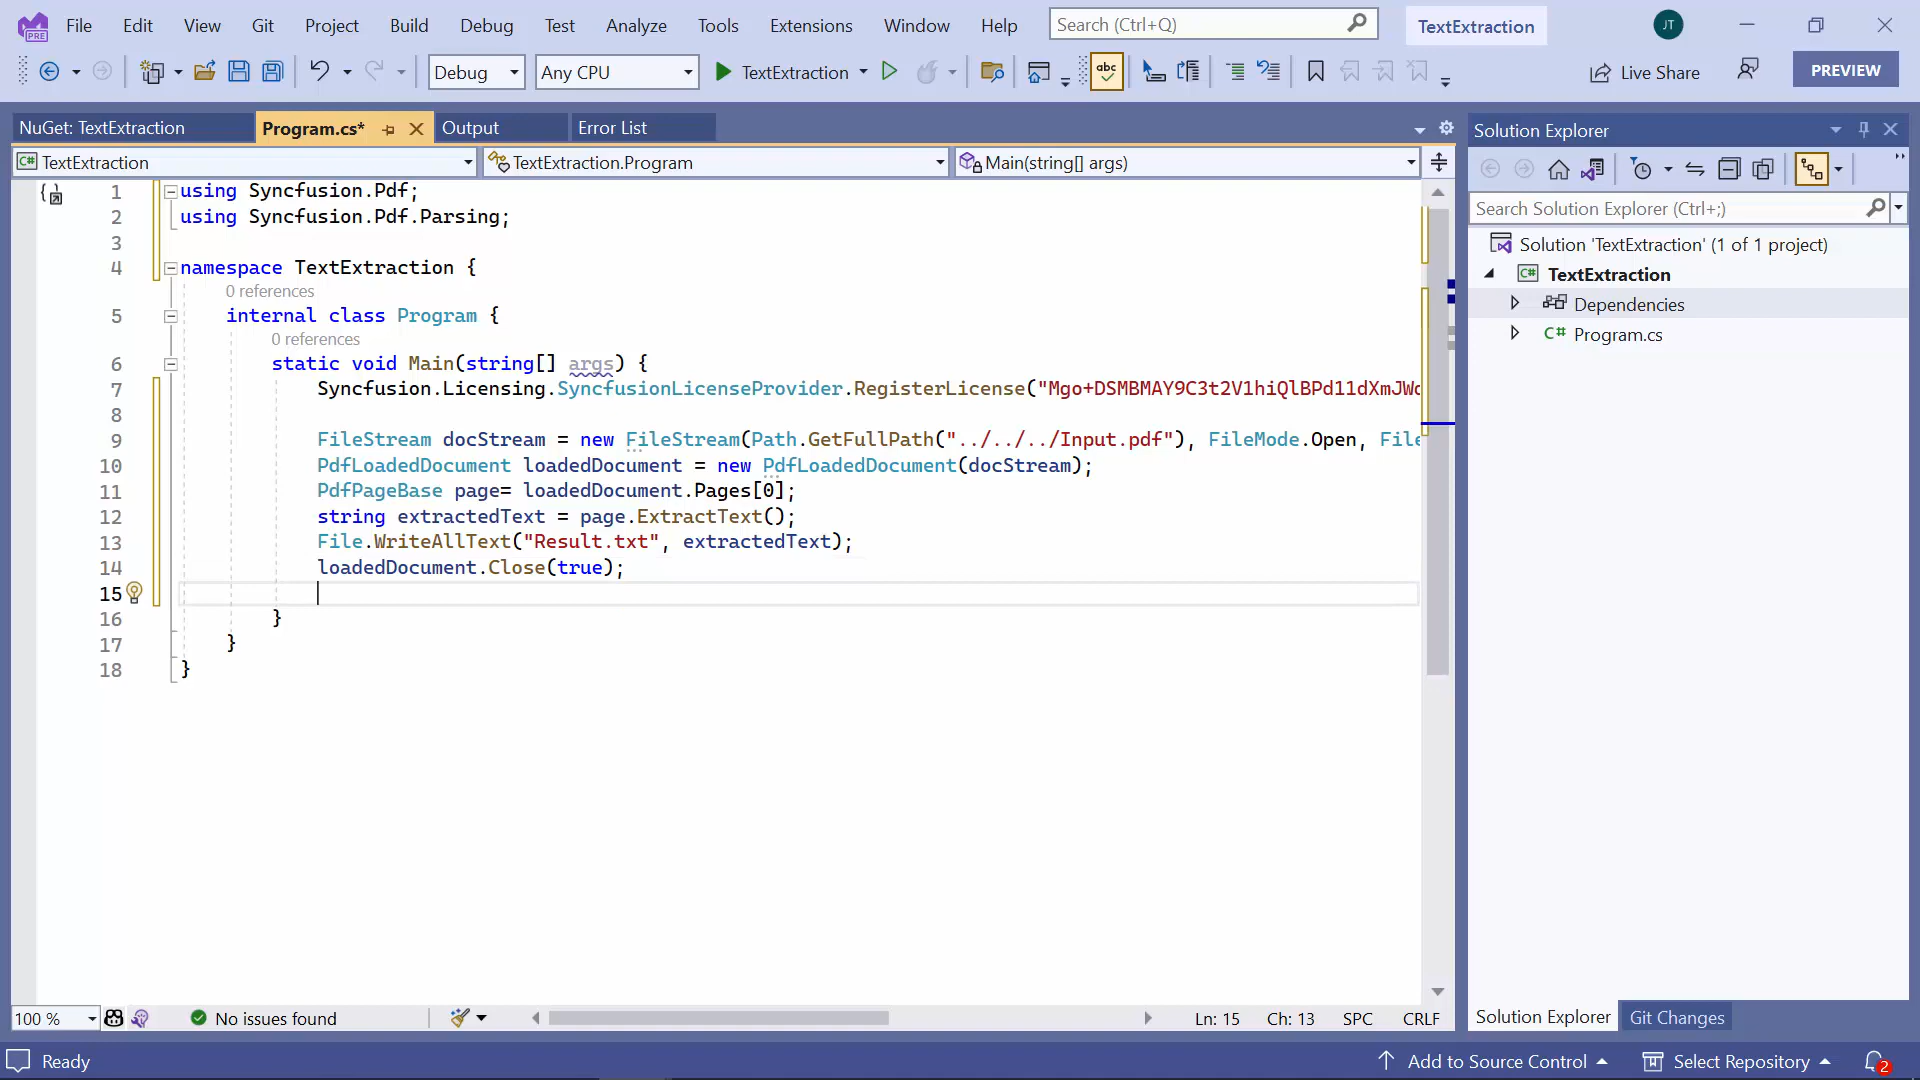 File Edit View Git Project Build Debug Test Analyze Tools Extensions Window Help Search (Ctrl+Q) TextExtraction JT
PRE
Debug Any CPU TextExtraction abc Live Share PREVIEW
NuGet: TextExtraction Program.cs* Output Error List
C# TextExtraction TextExtraction.Program Main(string[] args)
1 using Syncfusion.Pdf;
2 using Syncfusion.Pdf.Parsing;
3
4 namespace TextExtraction {
0 references
5 internal class Program {
0 references
6 static void Main(string[] args) {
7 Syncfusion.Licensing.SyncfusionLicenseProvider.RegisterLicense("Mgo+DSMBMAY9C3t2V1hiQlBPd11dXmJW
8
9 FileStream docStream = new FileStream(Path.GetFullPath("../../../Input.pdf"), FileMode.Open, File
10 PdfLoadedDocument loadedDocument = new PdfLoadedDocument(docStream);
11 PdfPageBase page= loadedDocument.Pages[0];
12 string extractedText = page.ExtractText();
13 File.WriteAllText("Result.txt", extractedText);
14 loadedDocument.Close(true);
15
16 }
17 }
18 }
Solution Explorer
Search Solution Explorer (Ctrl+;)
Solution 'TextExtraction' (1 of 1 project)
C# TextExtraction
Dependencies
C# Program.cs
100 % No issues found Ln: 15 Ch: 13 SPC CRLF
Solution Explorer Git Changes
Ready Add to Source Control Select Repository 2